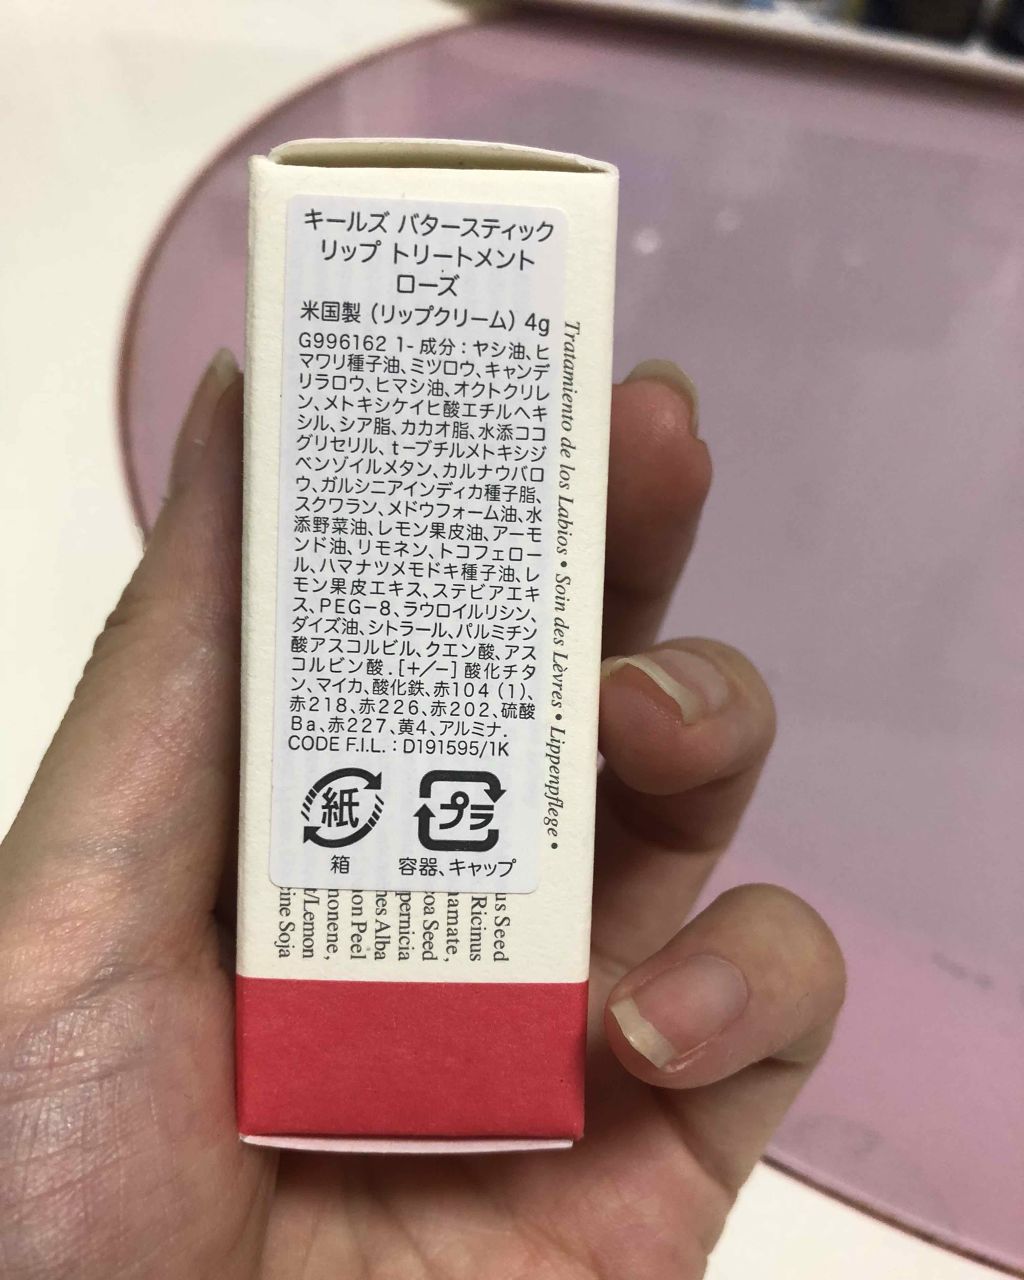 キールズ バタースティック
リップ トリートメント
ローズ
米国製（リップクリーム）4g
G996162 1- 成分：ヤシ油、ヒ
マワリ種子油、ミツロウ、キャンデ
リラロウ、ヒマシ油、オクトクリレ
ン、メトキシケイヒ酸エチルヘキ
シル、シア脂、カカオ脂、水添ココ
グリセリル、t－ブチルメトキシジ
ベンゾイルメタン、カルナウバロ
ウ、ガルシニアインディカ種子脂、
スクワラン、メドウフォーム油、水
添野菜油、レモン果皮油、アーモ
ンド油、リモネン、トコフェロー
ル、ハマナツメモドキ種子油、レ
モン果皮エキス、ステビアエキ
ス、PEG－8、ラウロイルリシン、
ダイズ油、シトラール、パルミチン
酸アスコルビル、クエン酸、アス
コルビン酸．[+/－] 酸化チタ
ン、マイカ、酸化鉄、赤104（1）、
赤218、赤226、赤202、硫酸
Ba、赤227、黄4、アルミナ．
CODE F.I.L.：D191595/1K
紙
プラ
箱
容器、キャップ
Tratamiento de los Labios • Soin des Lèvres • Lippenpflege •
us Seed
Ricinus
namate,
coa Seed
pernicia
nes Alba
non Peel
nonene,
t/Lemon
cine Soja